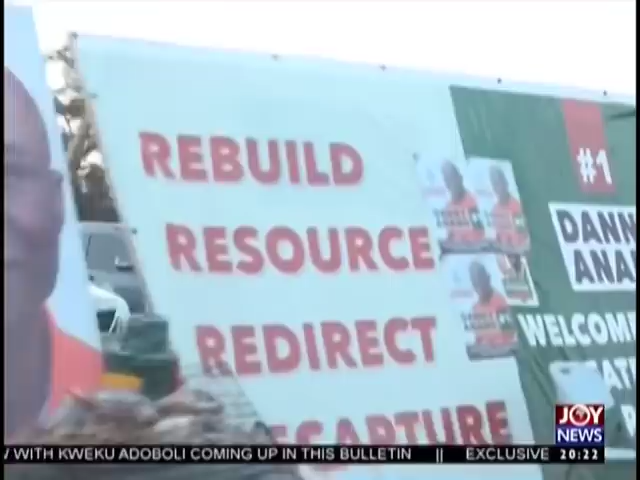 REBUILD
RESOURCE
REDIRECT
#1
DANN
ANA
WELCOM
JOY
NEWS
WITH KWEKU ADOBOLI COMING UP IN THIS BULLETIN || EXCLUSIVE
20:22